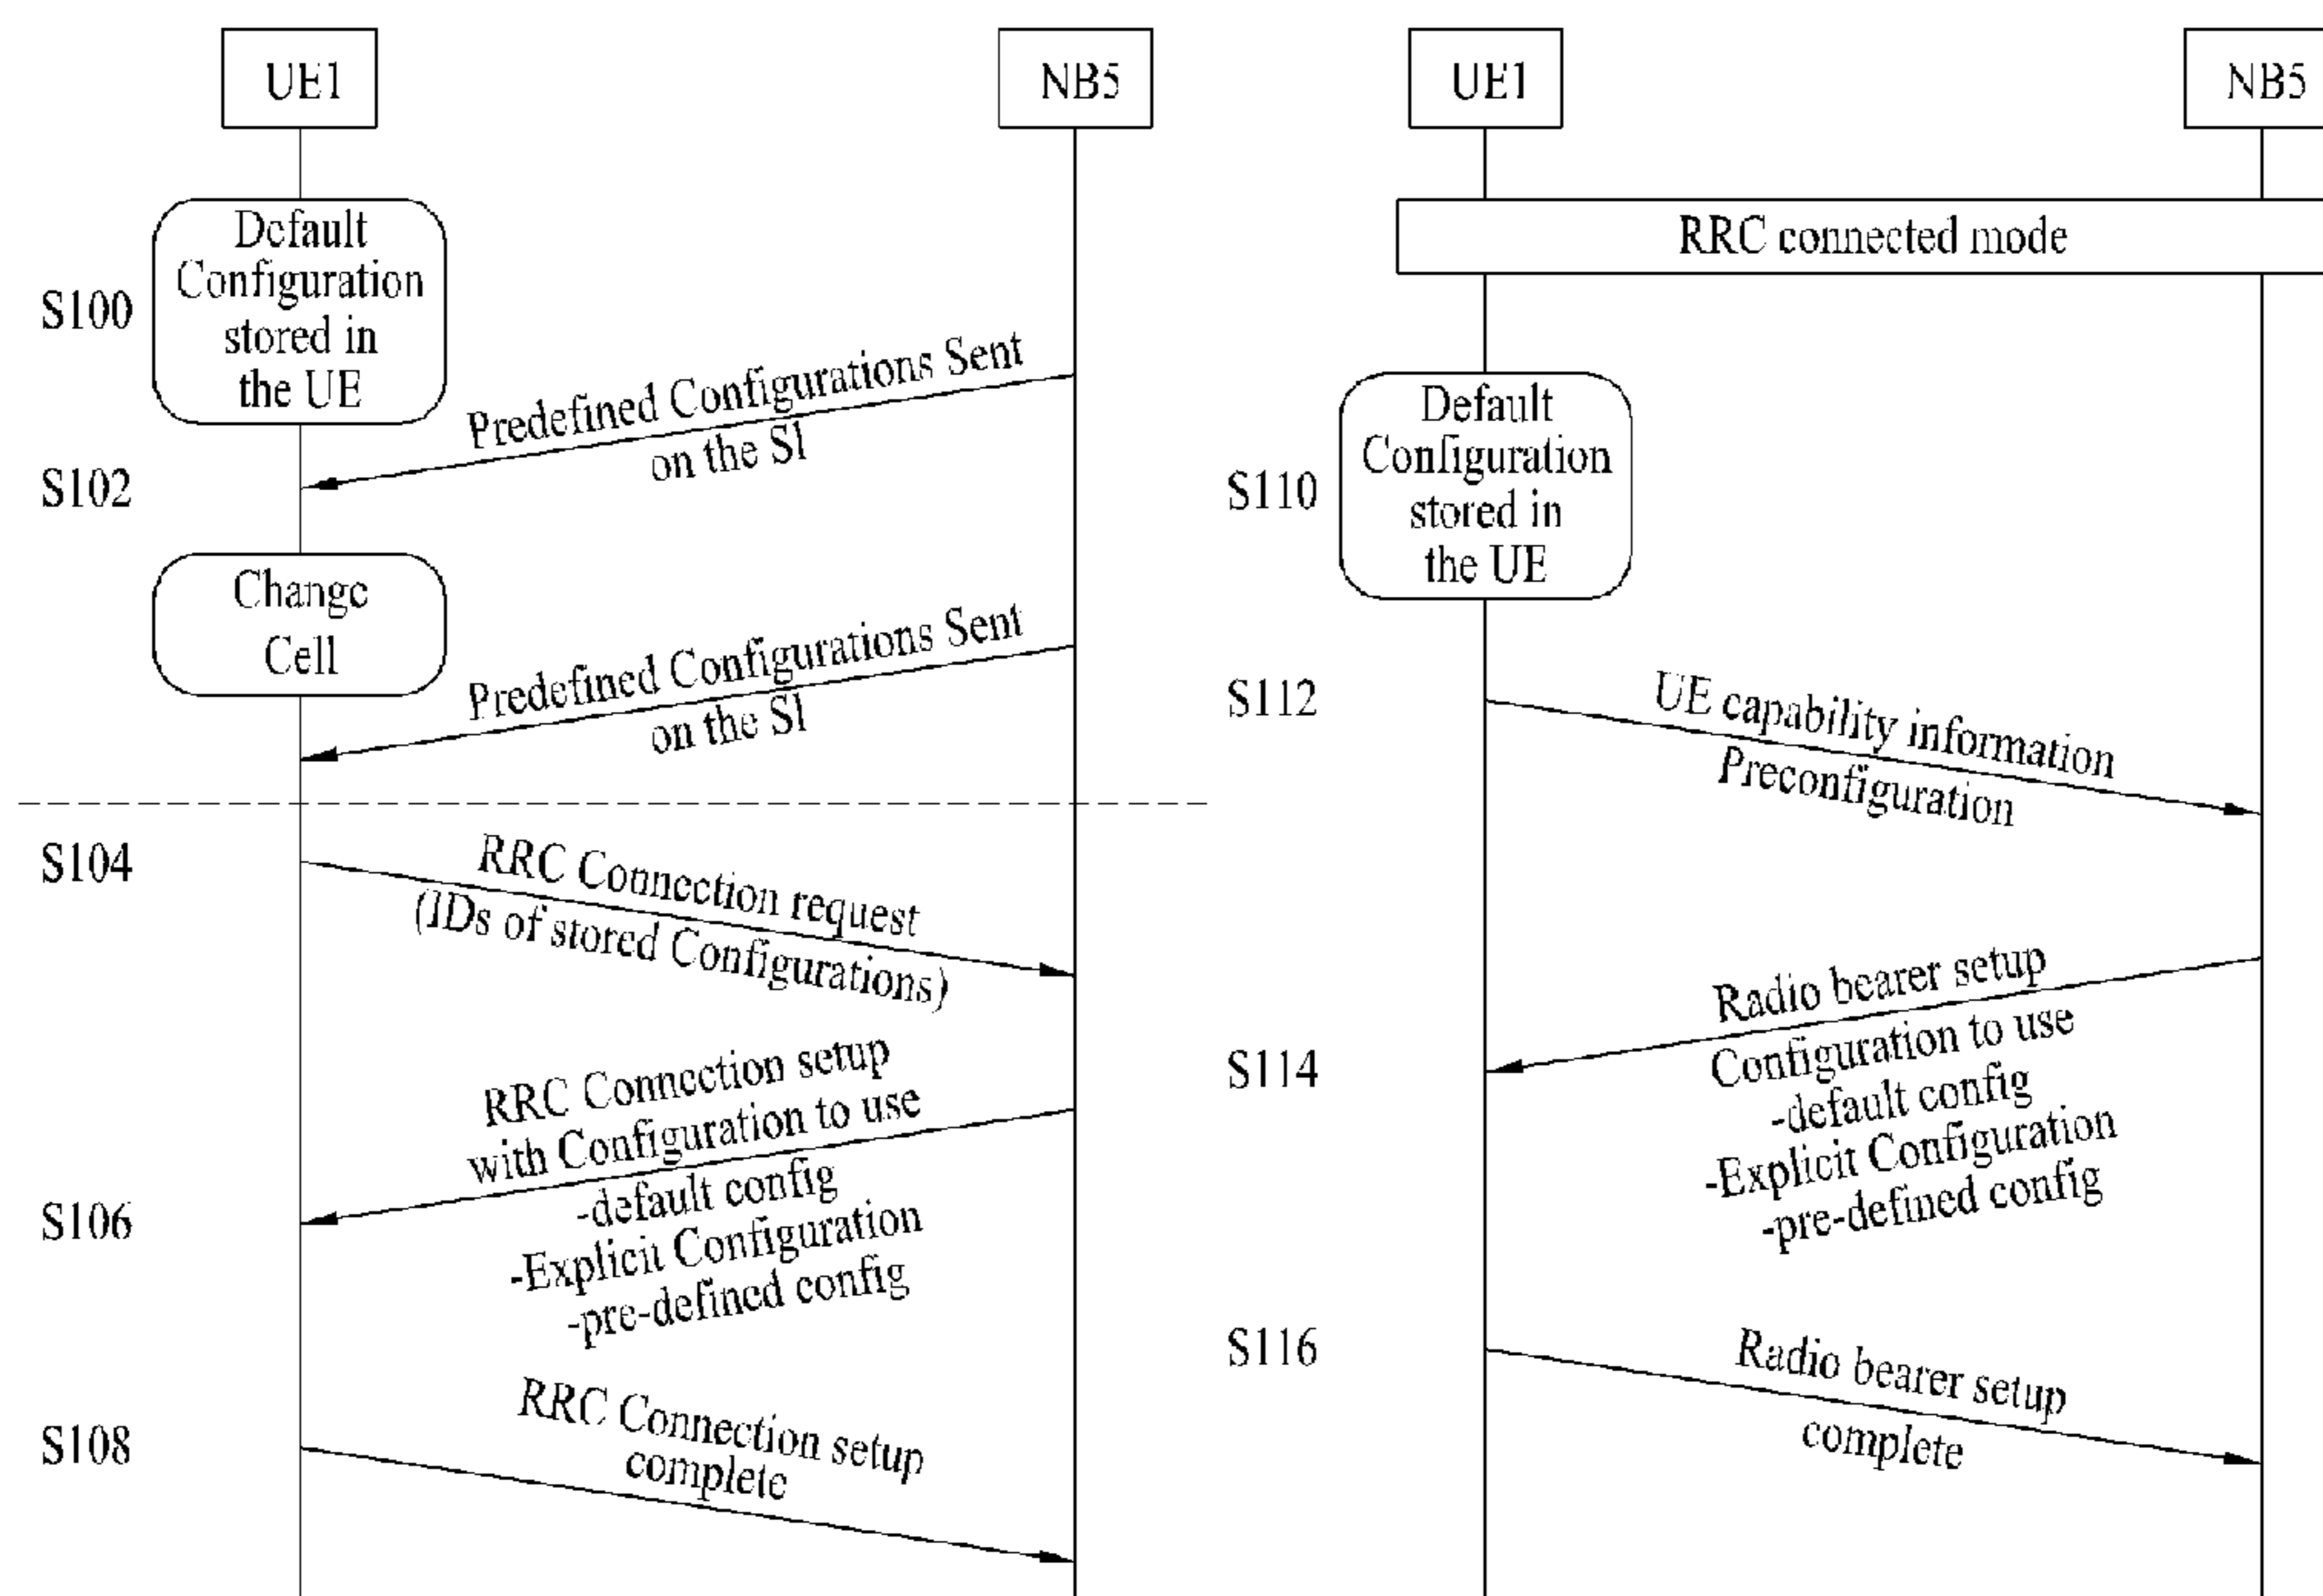 UE1
NB5
S100
Default
Configuration
stored in
the UE
Predefined Configurations Sent
on the SI
S102
Change
Cell
Predefined Configurations Sent
on the SI
S104
RRC Connection request
(IDs of stored Configurations)
RRC Connection setup
with Configuration to use
-default config
-Explicit Configuration
-pre-defined config
S106
RRC Connection setup
complete
S108
UE1
NB5
RRC connected mode
Default
Configuration
stored in
the UE
S110
S112
UE capability information
Preconfiguration
Radio bearer setup
Configuration to use
-default config
-Explicit Configuration
-pre-defined config
S114
S116
Radio bearer setup
complete